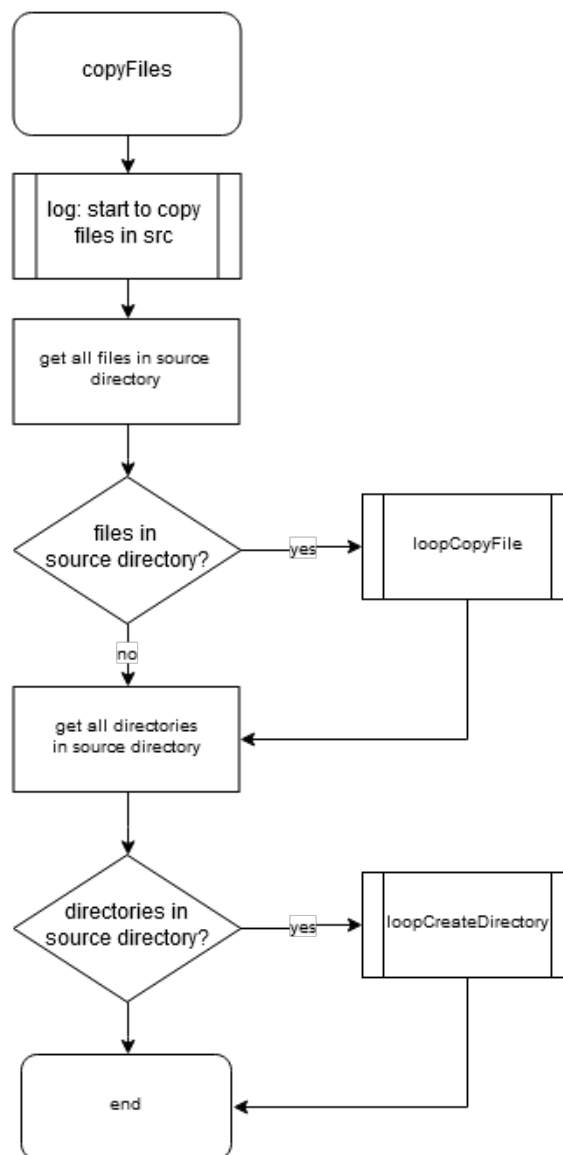 copyFiles
log: start to copy
files in src
get all files in source
directory
files in
source directory?
yes
loopCopyFile
no
get all directories
in source directory
directories in
source directory?
yes
loopCreateDirectory
end